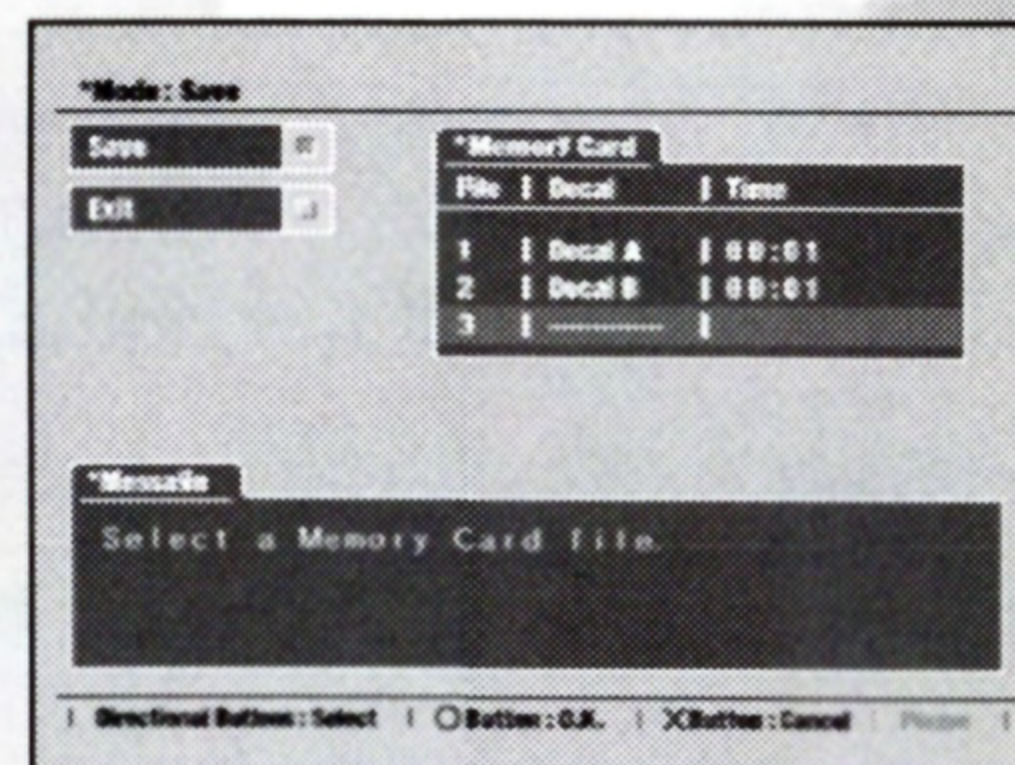 *Mode : Save
Save
Exit
*Memory Card
File | Decal | Time
1 | Decal A | 00:01
2 | Decal B | 00:01
3 | ------------ |
*Message
Select a Memory Card file.
| Directional Buttons : Select | ○Button : O.K. | ✕Button : Cancel | |